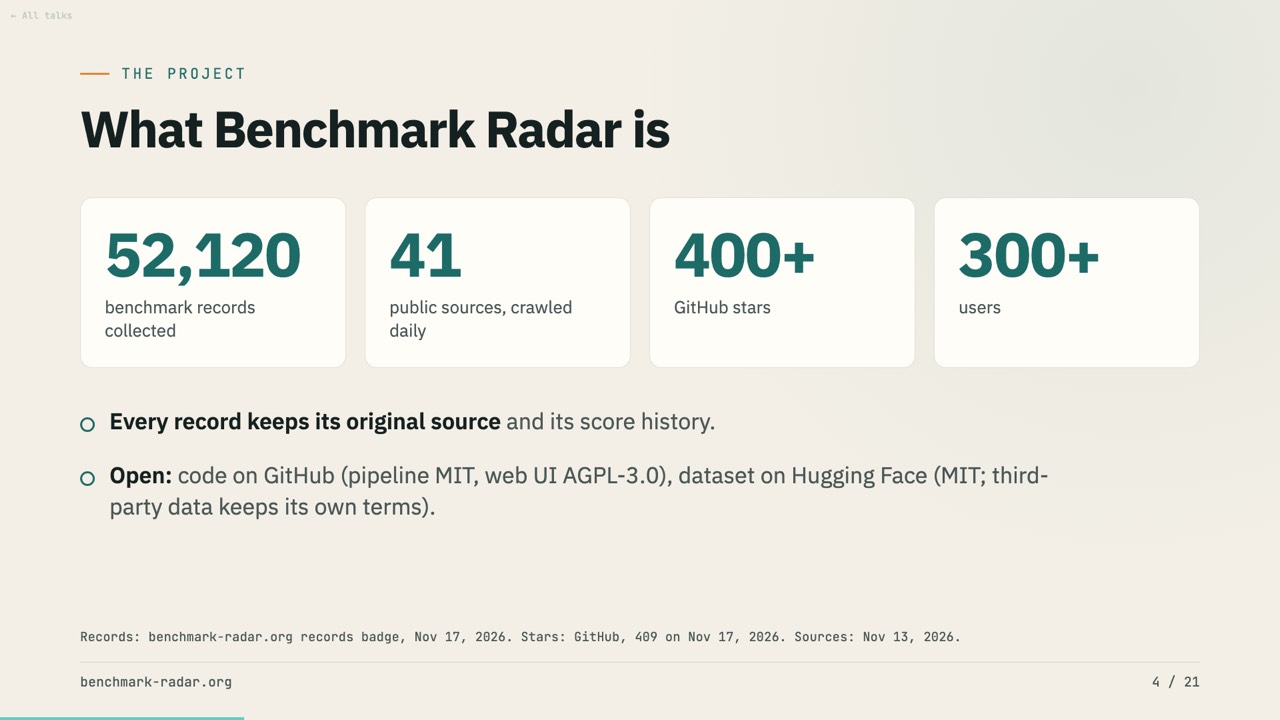 ← All talks
THE PROJECT
What Benchmark Radar is
52,120
benchmark records
collected
41
public sources, crawled
daily
400+
GitHub stars
300+
users
Every record keeps its original source and its score history.
Open: code on GitHub (pipeline MIT, web UI AGPL-3.0), dataset on Hugging Face (MIT; third-
party data keeps its own terms).
Records: benchmark-radar.org records badge, Nov 17, 2026. Stars: GitHub, 409 on Nov 17, 2026. Sources: Nov 13, 2026.
benchmark-radar.org
4 / 21